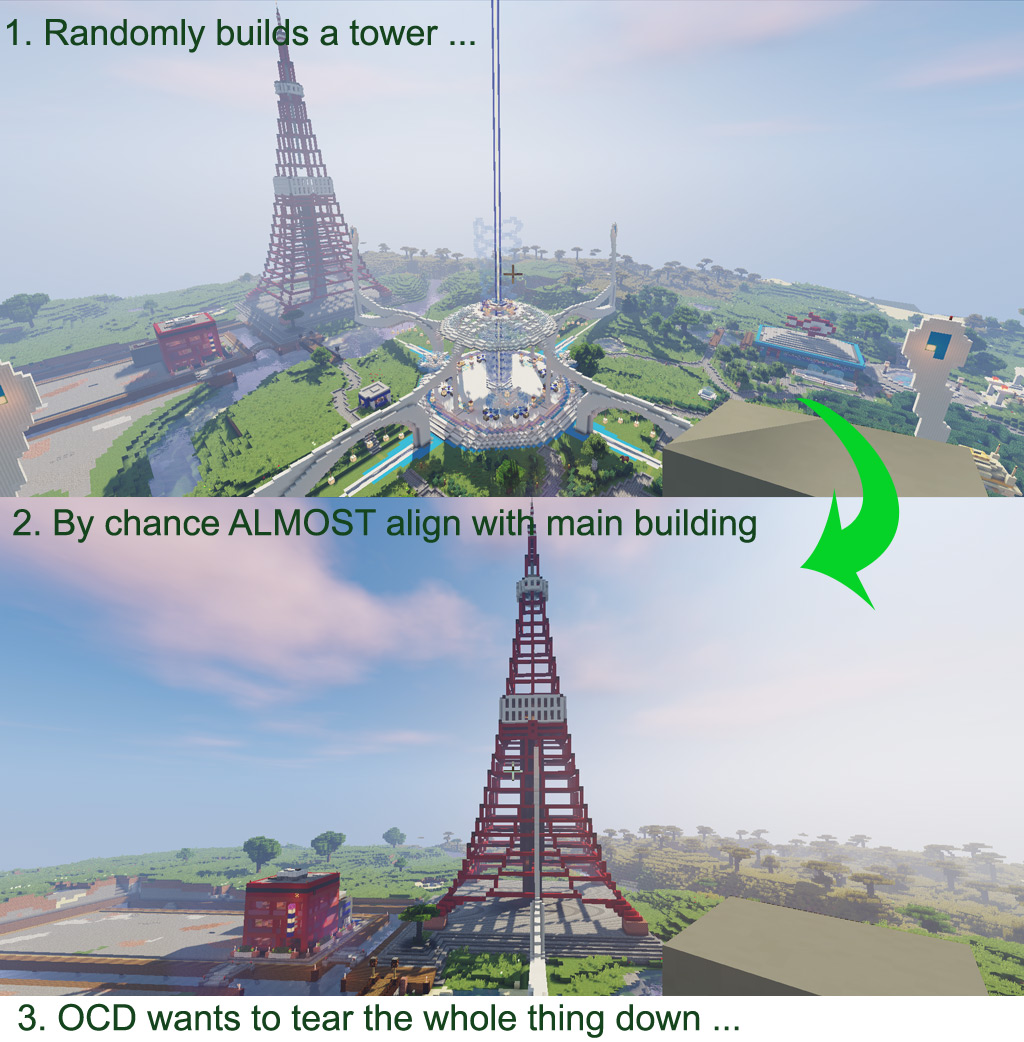 1. Randomly builds a tower ...
2. By chance ALMOST align with main building
3. OCD wants to tear the whole thing down ...